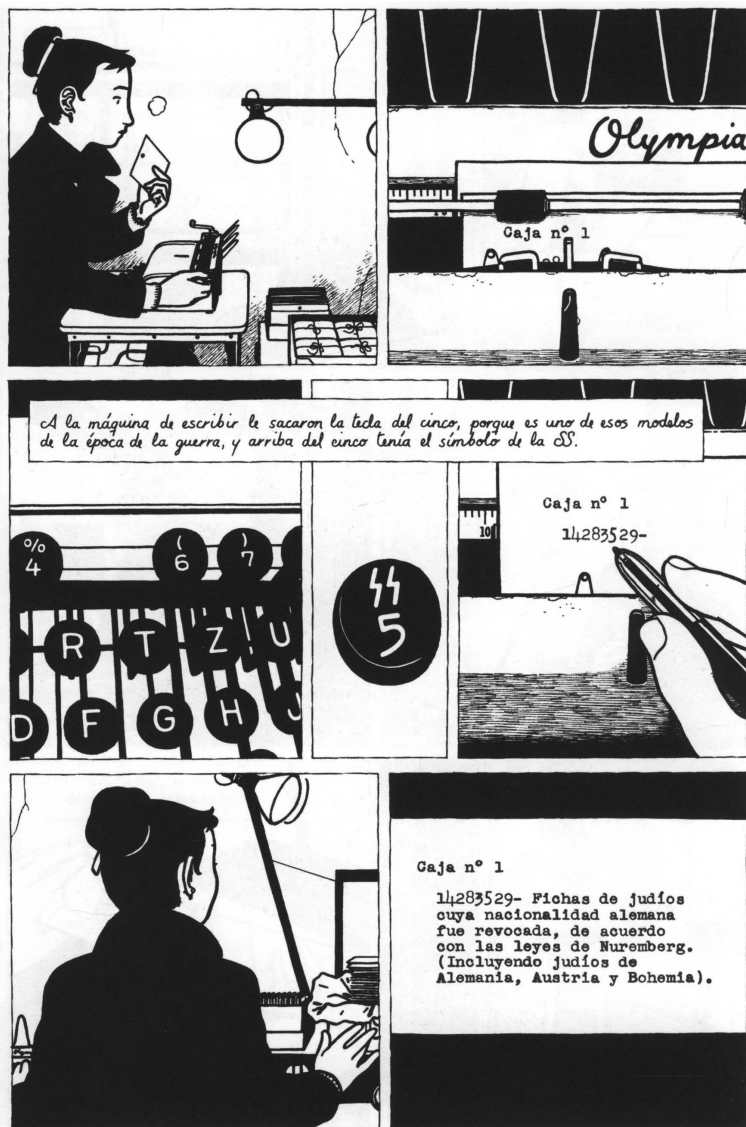 Olympia
Caja nº 1
A la máquina de escribir le sacaron la tecla del cinco, porque es uno de esos modelos
de la época de la guerra, y arriba del cinco tenía el símbolo de la SS.
%
4
(
6
)
7
R T Z U
D F G H J
SS
5
10
Caja nº 1
14283529-
Caja nº 1
14283529- Fichas de judíos
cuya nacionalidad alemana
fue revocada, de acuerdo
con las leyes de Nuremberg.
(Incluyendo judíos de
Alemania, Austria y Bohemia).